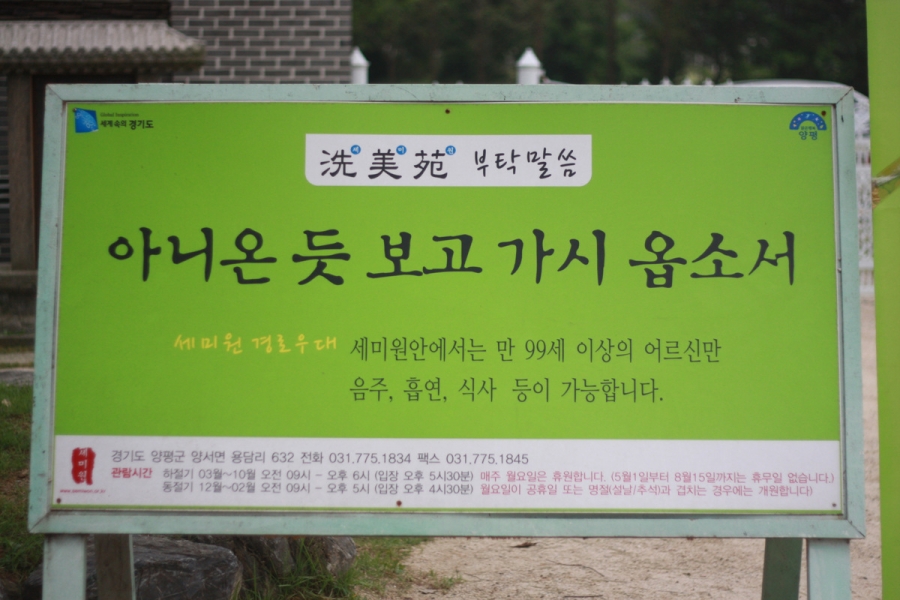 Global Inspiration
세계속의 경기도
양평
洗美苑 부탁말씀
세 미 원
아니온 듯 보고 가시 옵소서
세미원 경로우대
세미원안에서는 만 99세 이상의 어르신만
음주, 흡연, 식사 등이 가능합니다.
세미원
경기도 양평군 양서면 용담리 632 전화 031.775.1834 팩스 031.775.1845
관람시간 하절기 03월~10월 오전 09시 - 오후 6시 (입장 오후 5시30분) 매주 월요일은 휴원합니다. (5월1일부터 8월15일까지는 휴무일 없습니다.)
동절기 12월~02월 오전 09시 - 오후 5시 (입장 오후 4시30분) 월요일이 공휴일 또는 명절(설날/추석)과 겹치는 경우에는 개원합니다)